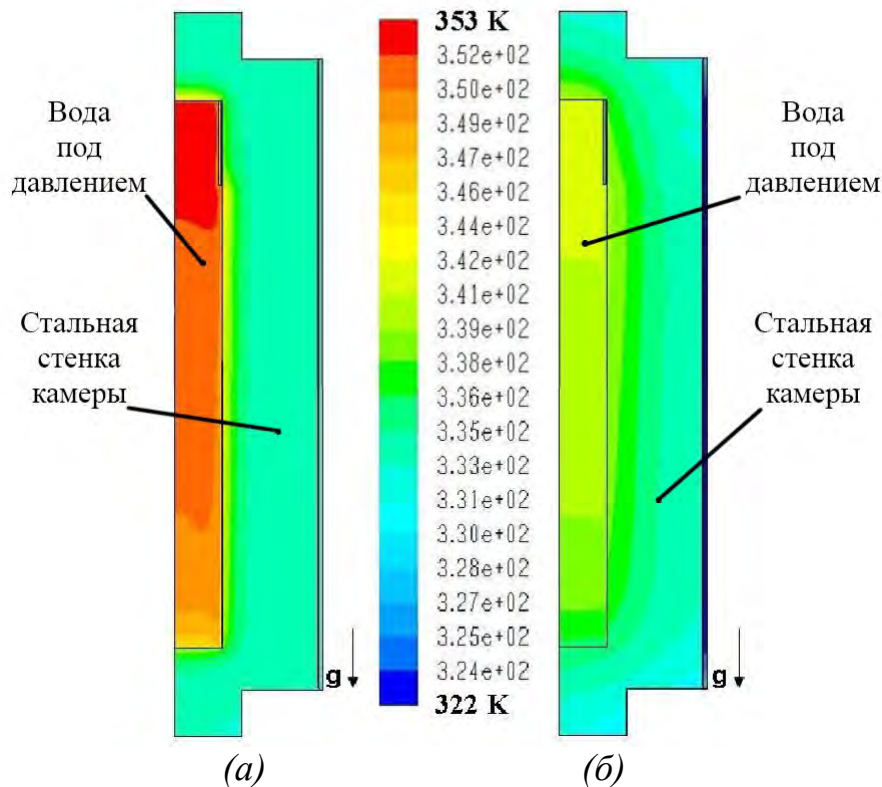 353 K
3.52e+02
3.50e+02
3.49e+02
3.47e+02
3.46e+02
3.44e+02
3.42e+02
3.41e+02
3.39e+02
3.38e+02
3.36e+02
3.35e+02
3.33e+02
3.31e+02
3.30e+02
3.28e+02
3.27e+02
3.25e+02
3.24e+02
322 K
Вода
под
давлением
Стальная
стенка
камеры
g
(а)
Вода
под
давлением
Стальная
стенка
камеры
g
(б)